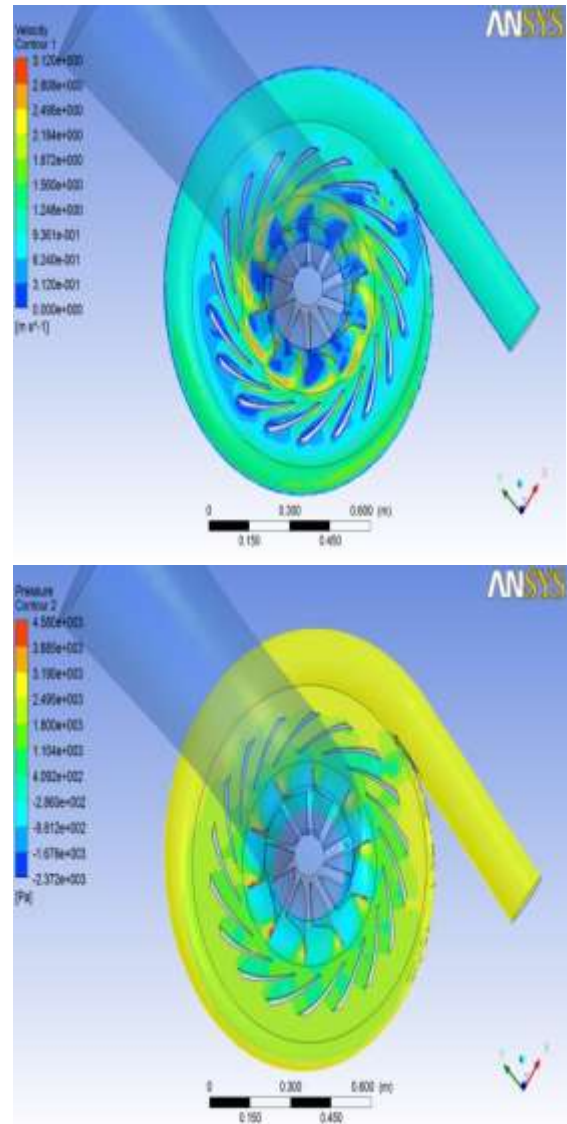 ANSYS
Velocity
Contour 1
3.120e+000
2.808e+000
2.496e+000
2.184e+000
1.872e+000
1.560e+000
1.248e+000
9.361e-001
6.240e-001
3.120e-001
0.000e+000
[m s^-1]
0 0.300 0.600 (m)
0.150 0.450
ANSYS
Pressure
Contour 2
4.580e+003
3.885e+003
3.190e+003
2.495e+003
1.800e+003
1.104e+003
4.092e+002
-2.860e+002
-9.812e+002
-1.676e+003
-2.372e+003
[Pa]
0 0.300 0.600 (m)
0.150 0.450